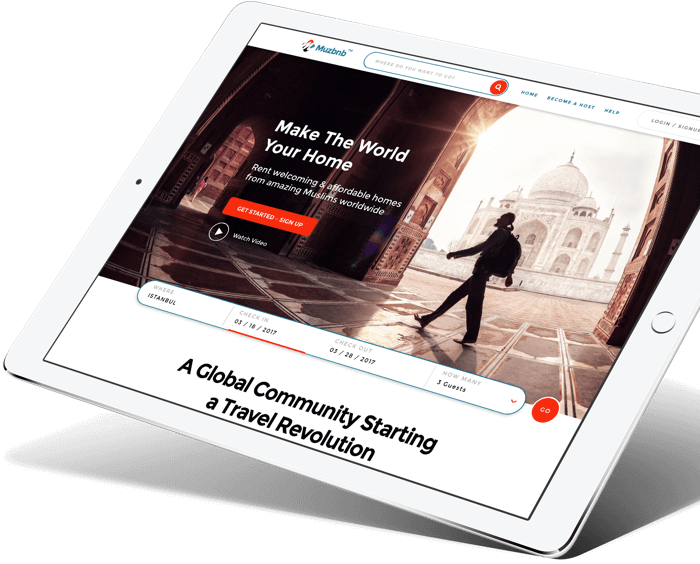 Muzbnb™
WHERE DO YOU WANT TO GO?
HOME BECOME A HOST HELP
LOGIN / SIGNU
Make The World
Your Home
Rent welcoming & affordable homes
from amazing Muslims worldwide
GET STARTED - SIGN UP
Watch Video
WHERE
ISTANBUL
CHECK IN
03 / 18 / 2017
CHECK OUT
03 / 28 / 2017
HOW MANY
3 Guests
GO
A Global Community Starting
a Travel Revolution